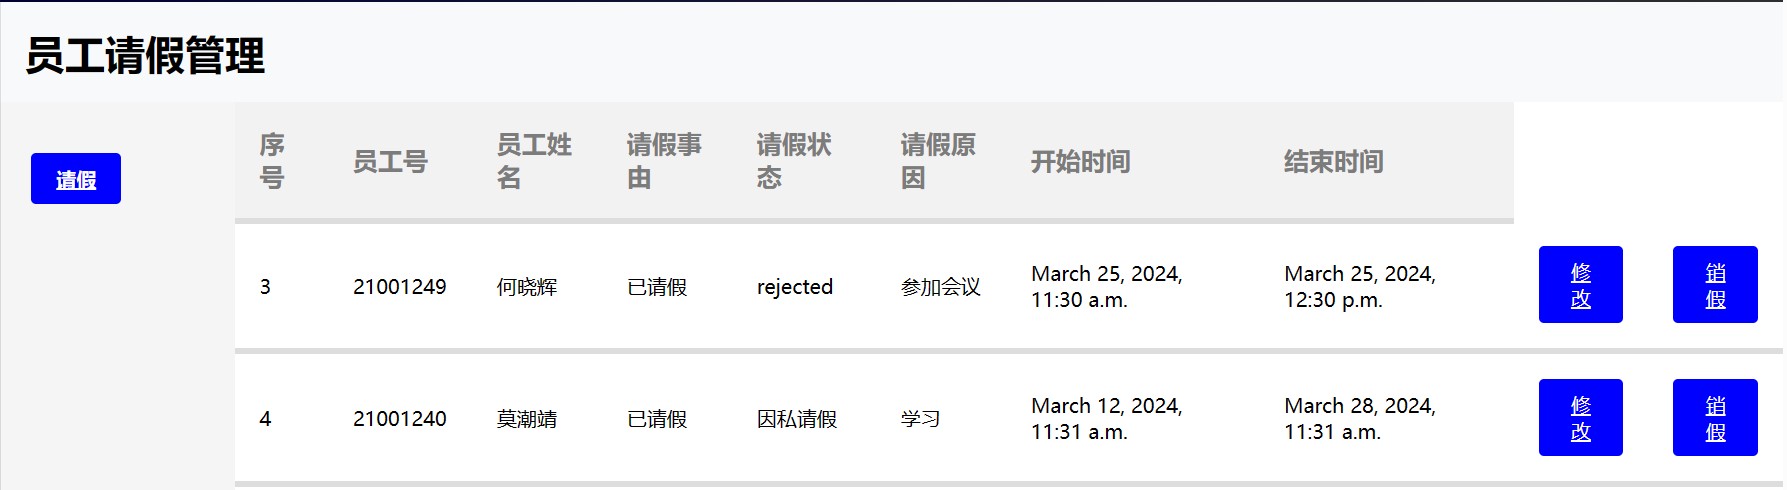 员工请假管理
请假
序号 员工号 员工姓名 请假事由 请假状态 请假原因 开始时间 结束时间
3 21001249 何晓辉 已请假 rejected 参加会议 March 25, 2024, 11:30 a.m. March 25, 2024, 12:30 p.m. 修改 销假
4 21001240 莫潮靖 已请假 因私请假 学习 March 12, 2024, 11:31 a.m. March 28, 2024, 11:31 a.m. 修改 销假